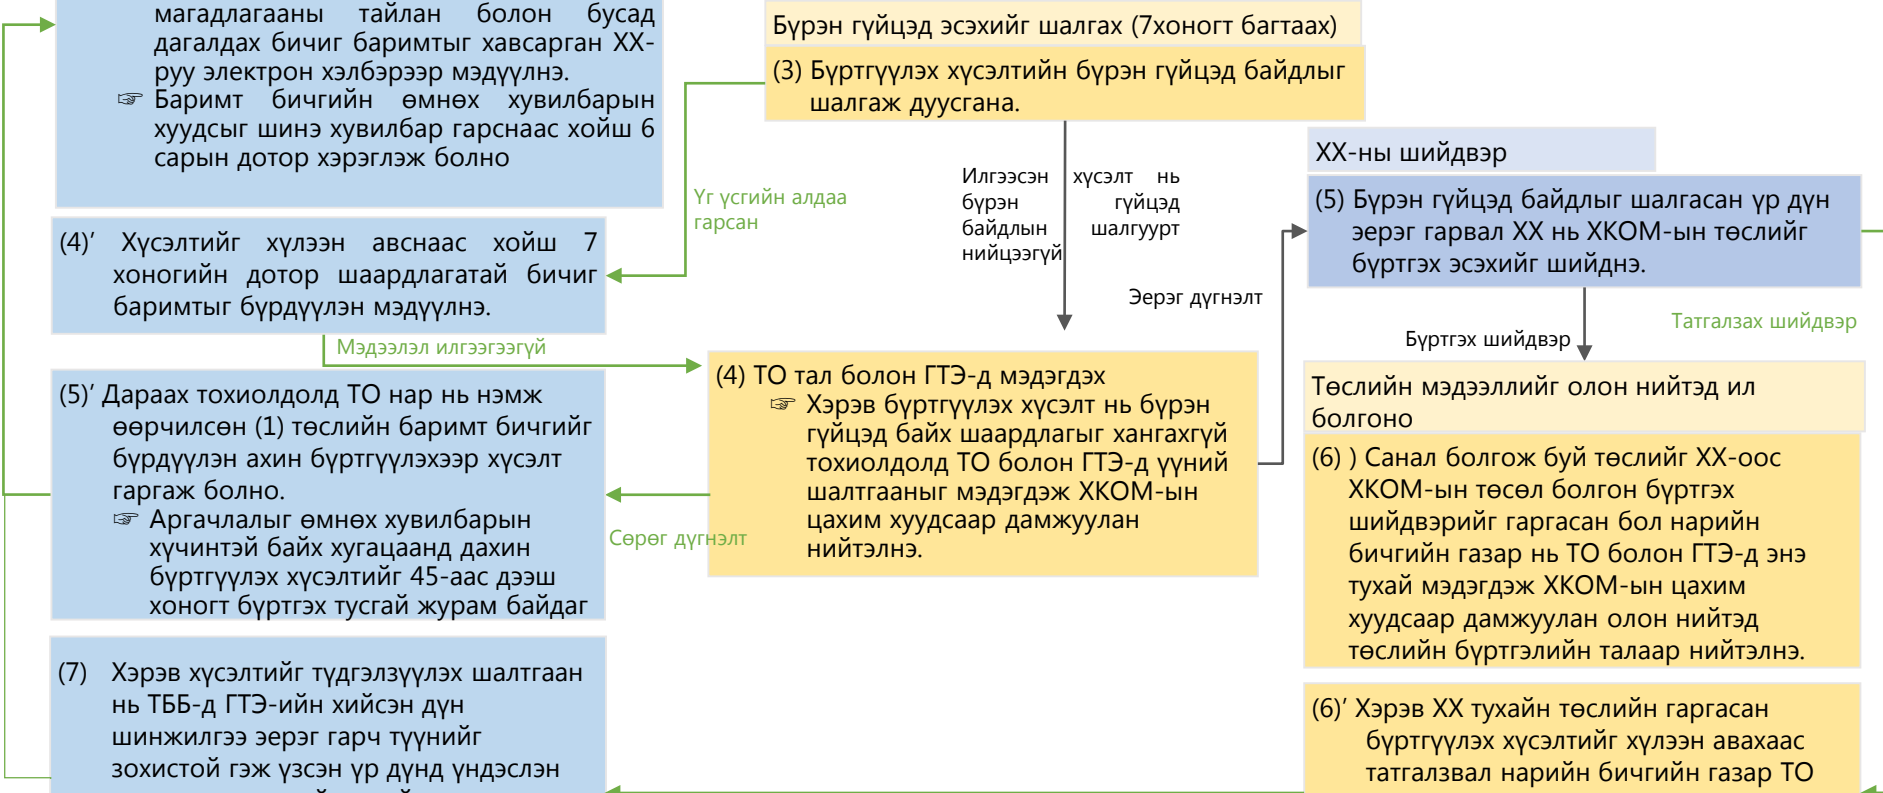 магадлагааны тайлан болон бусад
дагалдах бичиг баримтыг хавсарган ХХ-
руу электрон хэлбэрээр мэдүүлнэ.
☞ Баримт бичгийн өмнөх хувилбарын
хуудсыг шинэ хувилбар гарснаас хойш 6
сарын дотор хэрэглэж болно
Бүрэн гүйцэд эсэхийг шалгах (7хоногт багтаах)
(3) Бүртгүүлэх хүсэлтийн бүрэн гүйцэд байдлыг
шалгаж дуусгана.
Үг үсгийн алдаа
гарсан
Илгээсэн хүсэлт нь
бүрэн гүйцэд
байдлын шалгуурт
нийцээгүй
ХХ-ны шийдвэр
(5) Бүрэн гүйцэд байдлыг шалгасан үр дүн
эерэг гарвал ХХ нь ХКОМ-ын төслийг
бүртгэх эсэхийг шийднэ.
(4)’ Хүсэлтийг хүлээн авснаас хойш 7
хоногийн дотор шаардлагатай бичиг
баримтыг бүрдүүлэн мэдүүлнэ.
Эерэг дүгнэлт
Татгалзах шийдвэр
Бүртгэх шийдвэр
Мэдээлэл илгээгээгүй
(5)’ Дараах тохиолдолд ТО нар нь нэмж
өөрчилсөн (1) төслийн баримт бичгийг
бүрдүүлэн ахин бүртгүүлэхээр хүсэлт
гаргаж болно.
☞ Аргачлалыг өмнөх хувилбарын
хүчинтэй байх хугацаанд дахин
бүртгүүлэх хүсэлтийг 45-аас дээш
хоногт бүртгэх тусгай журам байдаг
(4) ТО тал болон ГТЭ-д мэдэгдэх
☞ Хэрэв бүртгүүлэх хүсэлт нь бүрэн
гүйцэд байх шаардлагыг хангахгүй
тохиолдолд ТО болон ГТЭ-д үүний
шалтгааныг мэдэгдэж ХКОМ-ын
цахим хуудсаар дамжуулан
нийтэлнэ.
Сөрөг дүгнэлт
Төслийн мэдээллийг олон нийтэд ил
болгоно
(6) ) Санал болгож буй төслийг ХХ-оос
ХКОМ-ын төсөл болгон бүртгэх
шийдвэрийг гаргасан бол нарийн
бичгийн газар нь ТО болон ГТЭ-д энэ
тухай мэдэгдэж ХКОМ-ын цахим
хуудсаар дамжуулан олон нийтэд
төслийн бүртгэлийн талаар нийтэлнэ.
(7) Хэрэв хүсэлтийг түдгэлзүүлэх шалтгаан
нь ТББ-д ГТЭ-ийн хийсэн дүн
шинжилгээ эерэг гарч түүнийг
зохистой гэж үзсэн үр дүнд үндэслэн
(6)’ Хэрэв ХХ тухайн төслийн гаргасан
бүртгүүлэх хүсэлтийг хүлээн авахаас
татгалзвал нарийн бичгийн газар ТО